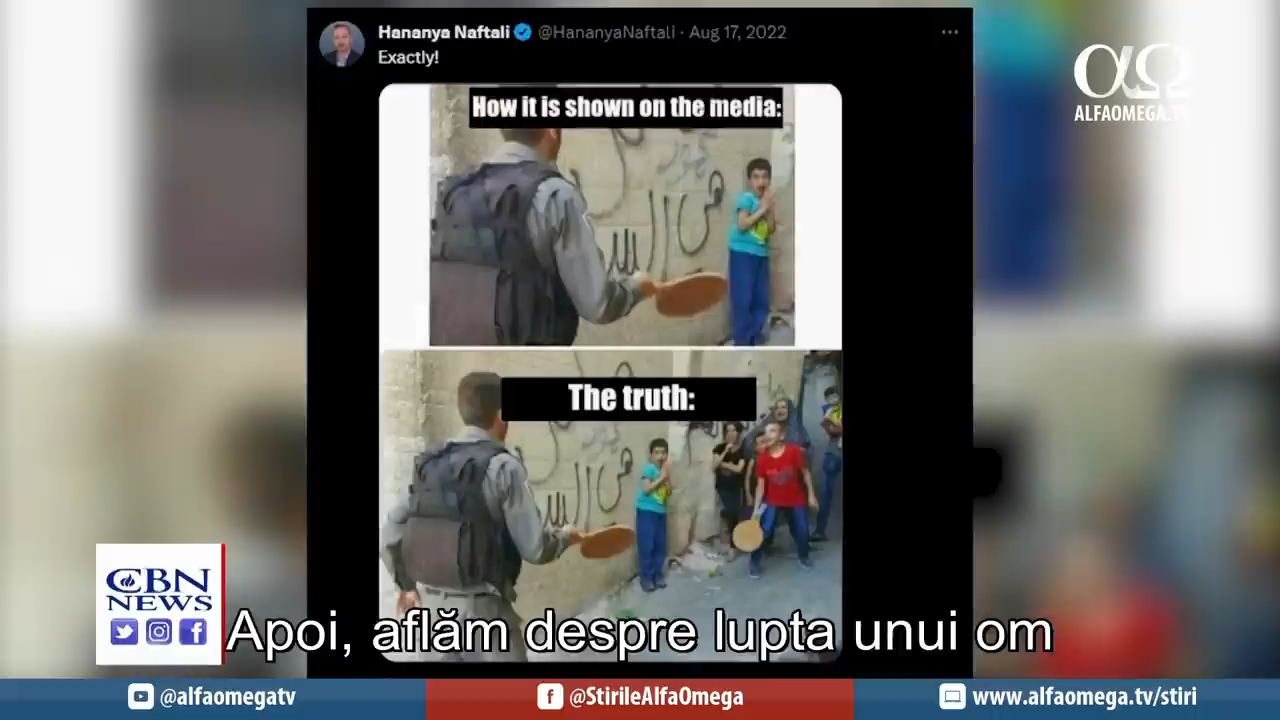 Hananya Naftali @HananyaNaftali · Aug 17, 2022
Exactly!
αΩ
ALFAOMEGA.TV
How it is shown on the media:
The truth:
CBN
NEWS
Apoi, aflăm despre lupta unui om
@alfaomegatv
@StirileAlfaOmega
www.alfaomega.tv/stiri